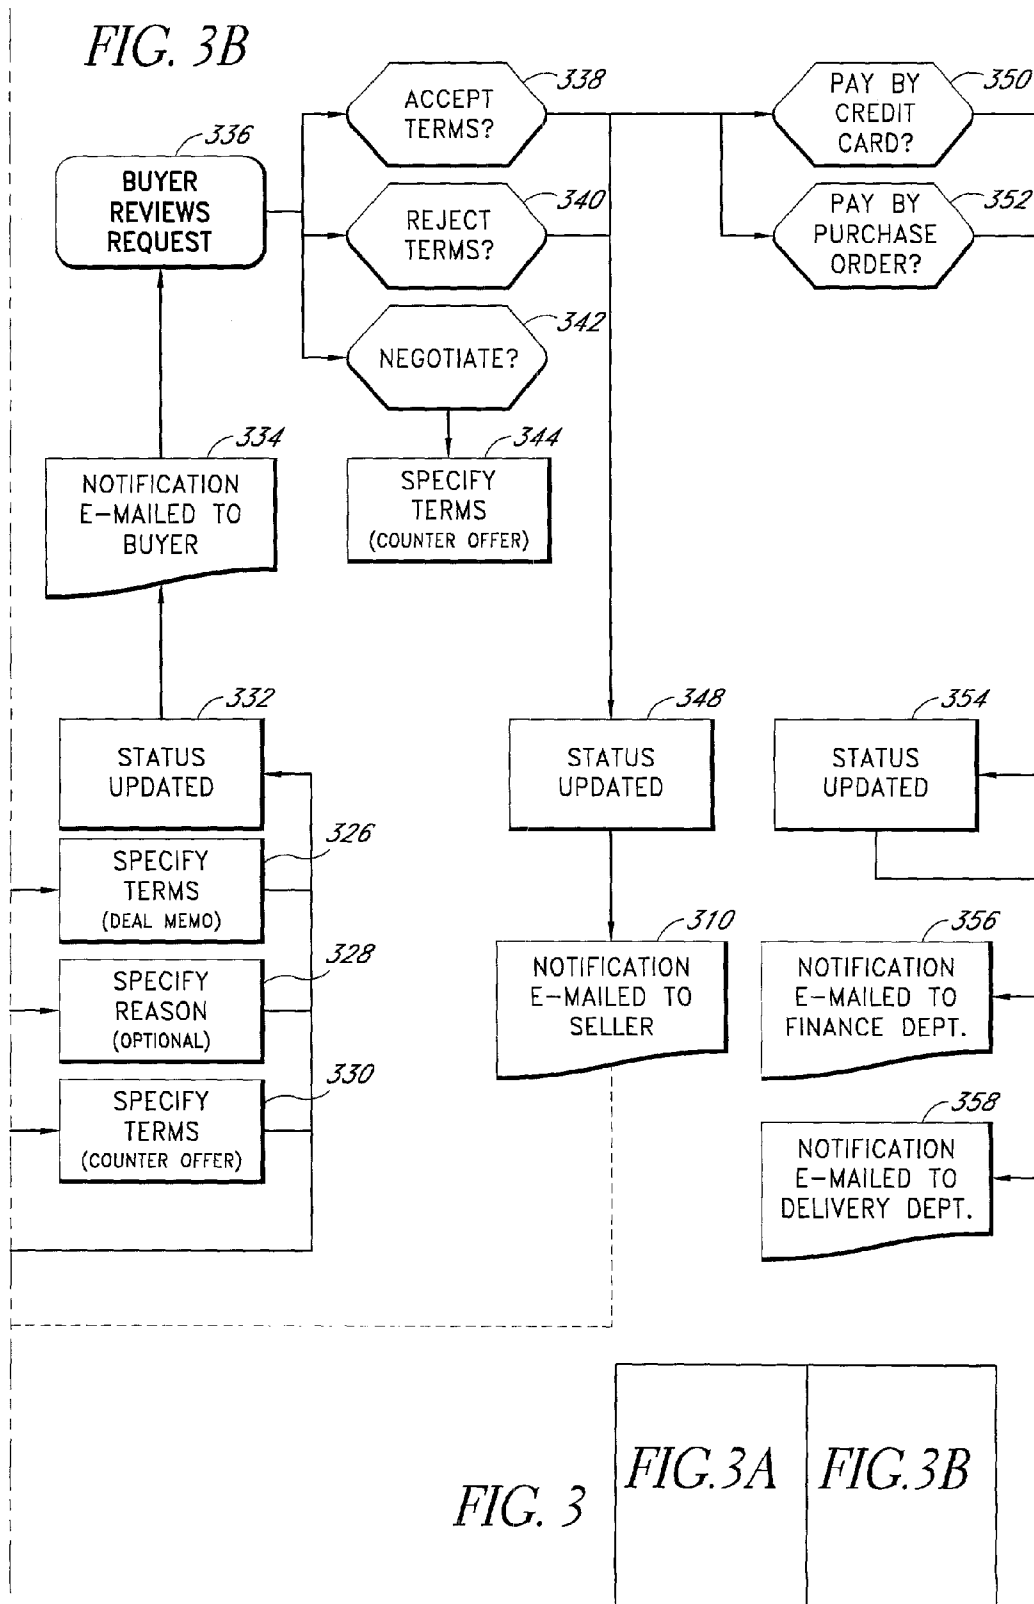 FIG. 3B
336
BUYER
REVIEWS
REQUEST
338
ACCEPT
TERMS?
340
REJECT
TERMS?
342
NEGOTIATE?
344
SPECIFY
TERMS
(COUNTER OFFER)
350
PAY BY
CREDIT
CARD?
352
PAY BY
PURCHASE
ORDER?
334
NOTIFICATION
E-MAILED TO
BUYER
332
STATUS
UPDATED
326
SPECIFY
TERMS
(DEAL MEMO)
328
SPECIFY
REASON
(OPTIONAL)
330
SPECIFY
TERMS
(COUNTER OFFER)
348
STATUS
UPDATED
310
NOTIFICATION
E-MAILED TO
SELLER
354
STATUS
UPDATED
356
NOTIFICATION
E-MAILED TO
FINANCE DEPT.
358
NOTIFICATION
E-MAILED TO
DELIVERY DEPT.
FIG. 3
FIG.3A
FIG.3B